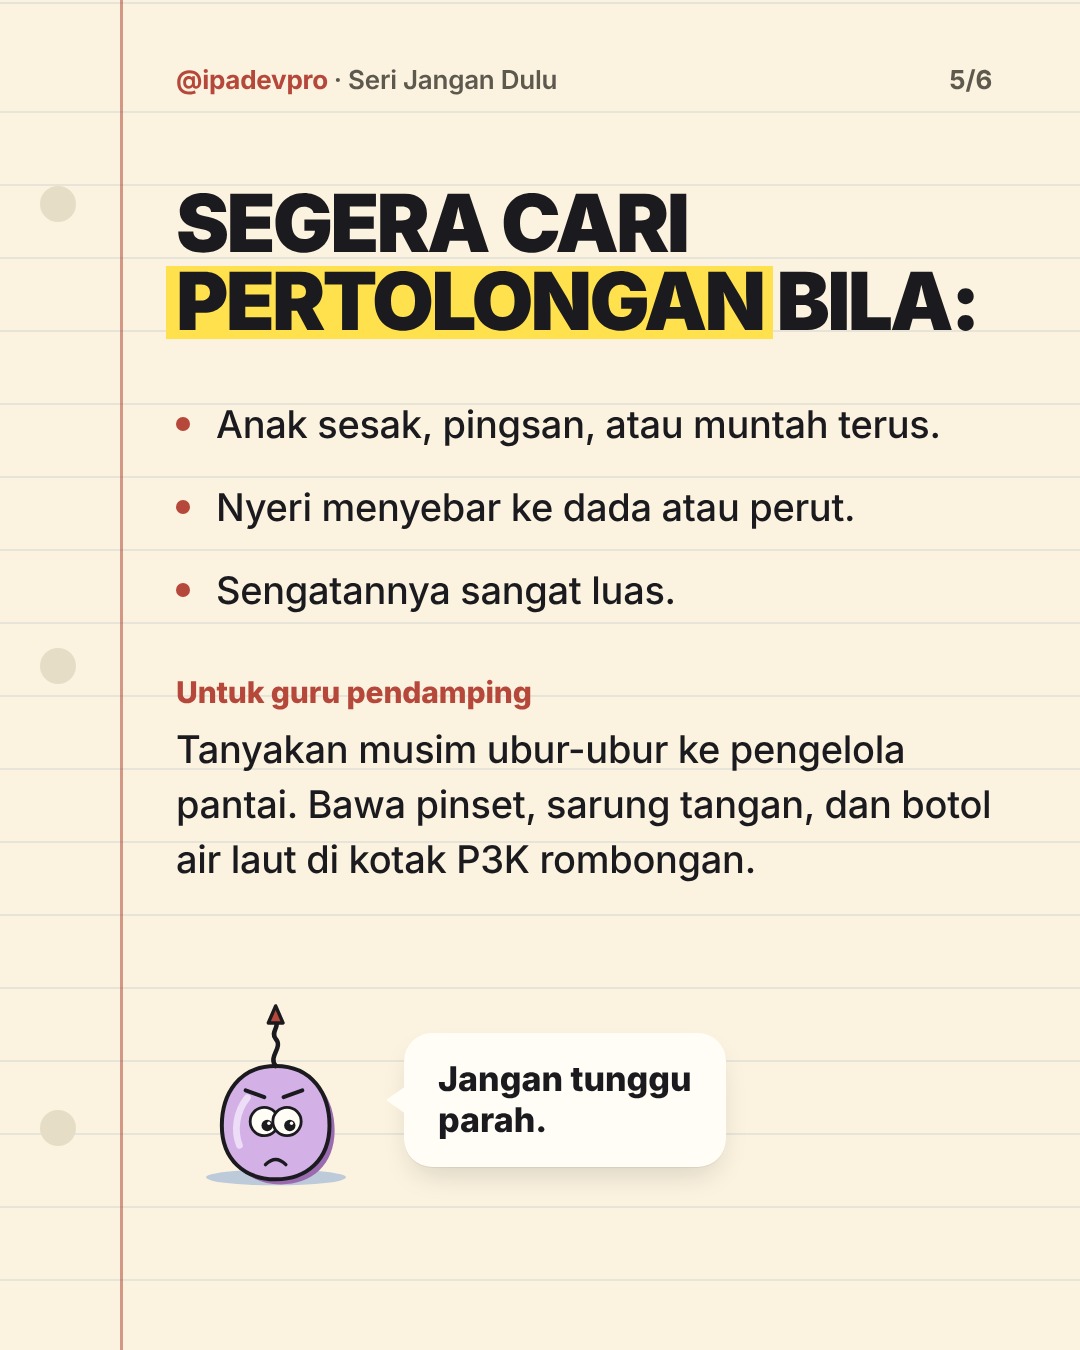 @ipadevpro · Seri Jangan Dulu
5/6
SEGERA CARI
PERTOLONGAN BILA:
• Anak sesak, pingsan, atau muntah terus.
• Nyeri menyebar ke dada atau perut.
• Sengatannya sangat luas.
Untuk guru pendamping
Tanyakan musim ubur-ubur ke pengelola
pantai. Bawa pinset, sarung tangan, dan botol
air laut di kotak P3K rombongan.
Jangan tunggu
parah.